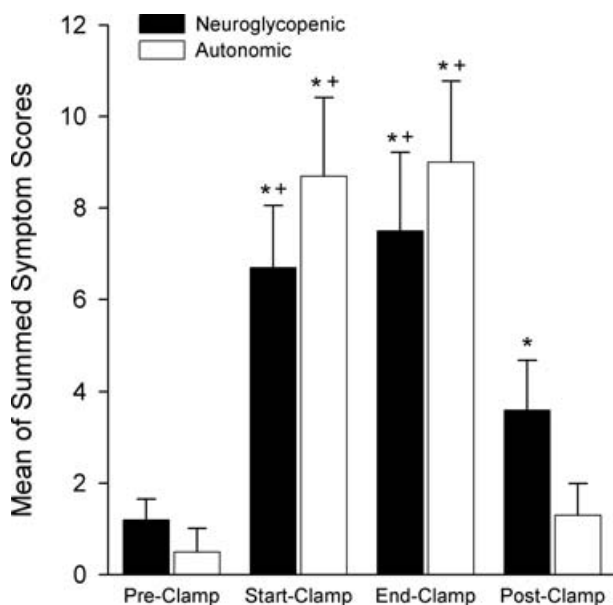 Neuroglycopenic
Autonomic
Mean of Summed Symptom Scores
12
10
8
6
4
2
0
*+
*+
*+
*+
*
Pre-Clamp
Start-Clamp
End-Clamp
Post-Clamp